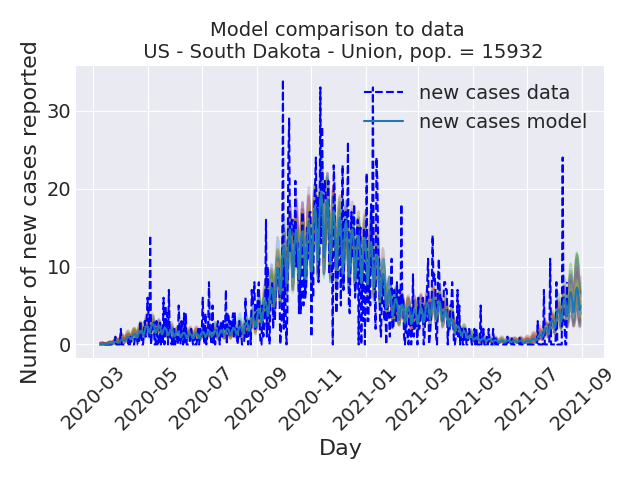 Model comparison to data
US - South Dakota - Union, pop. = 15932
Number of new cases reported
30
20
10
0
new cases data
new cases model
2020-03
2020-05
2020-07
2020-09
2020-11
2021-01
2021-03
2021-05
2021-07
2021-09
Day